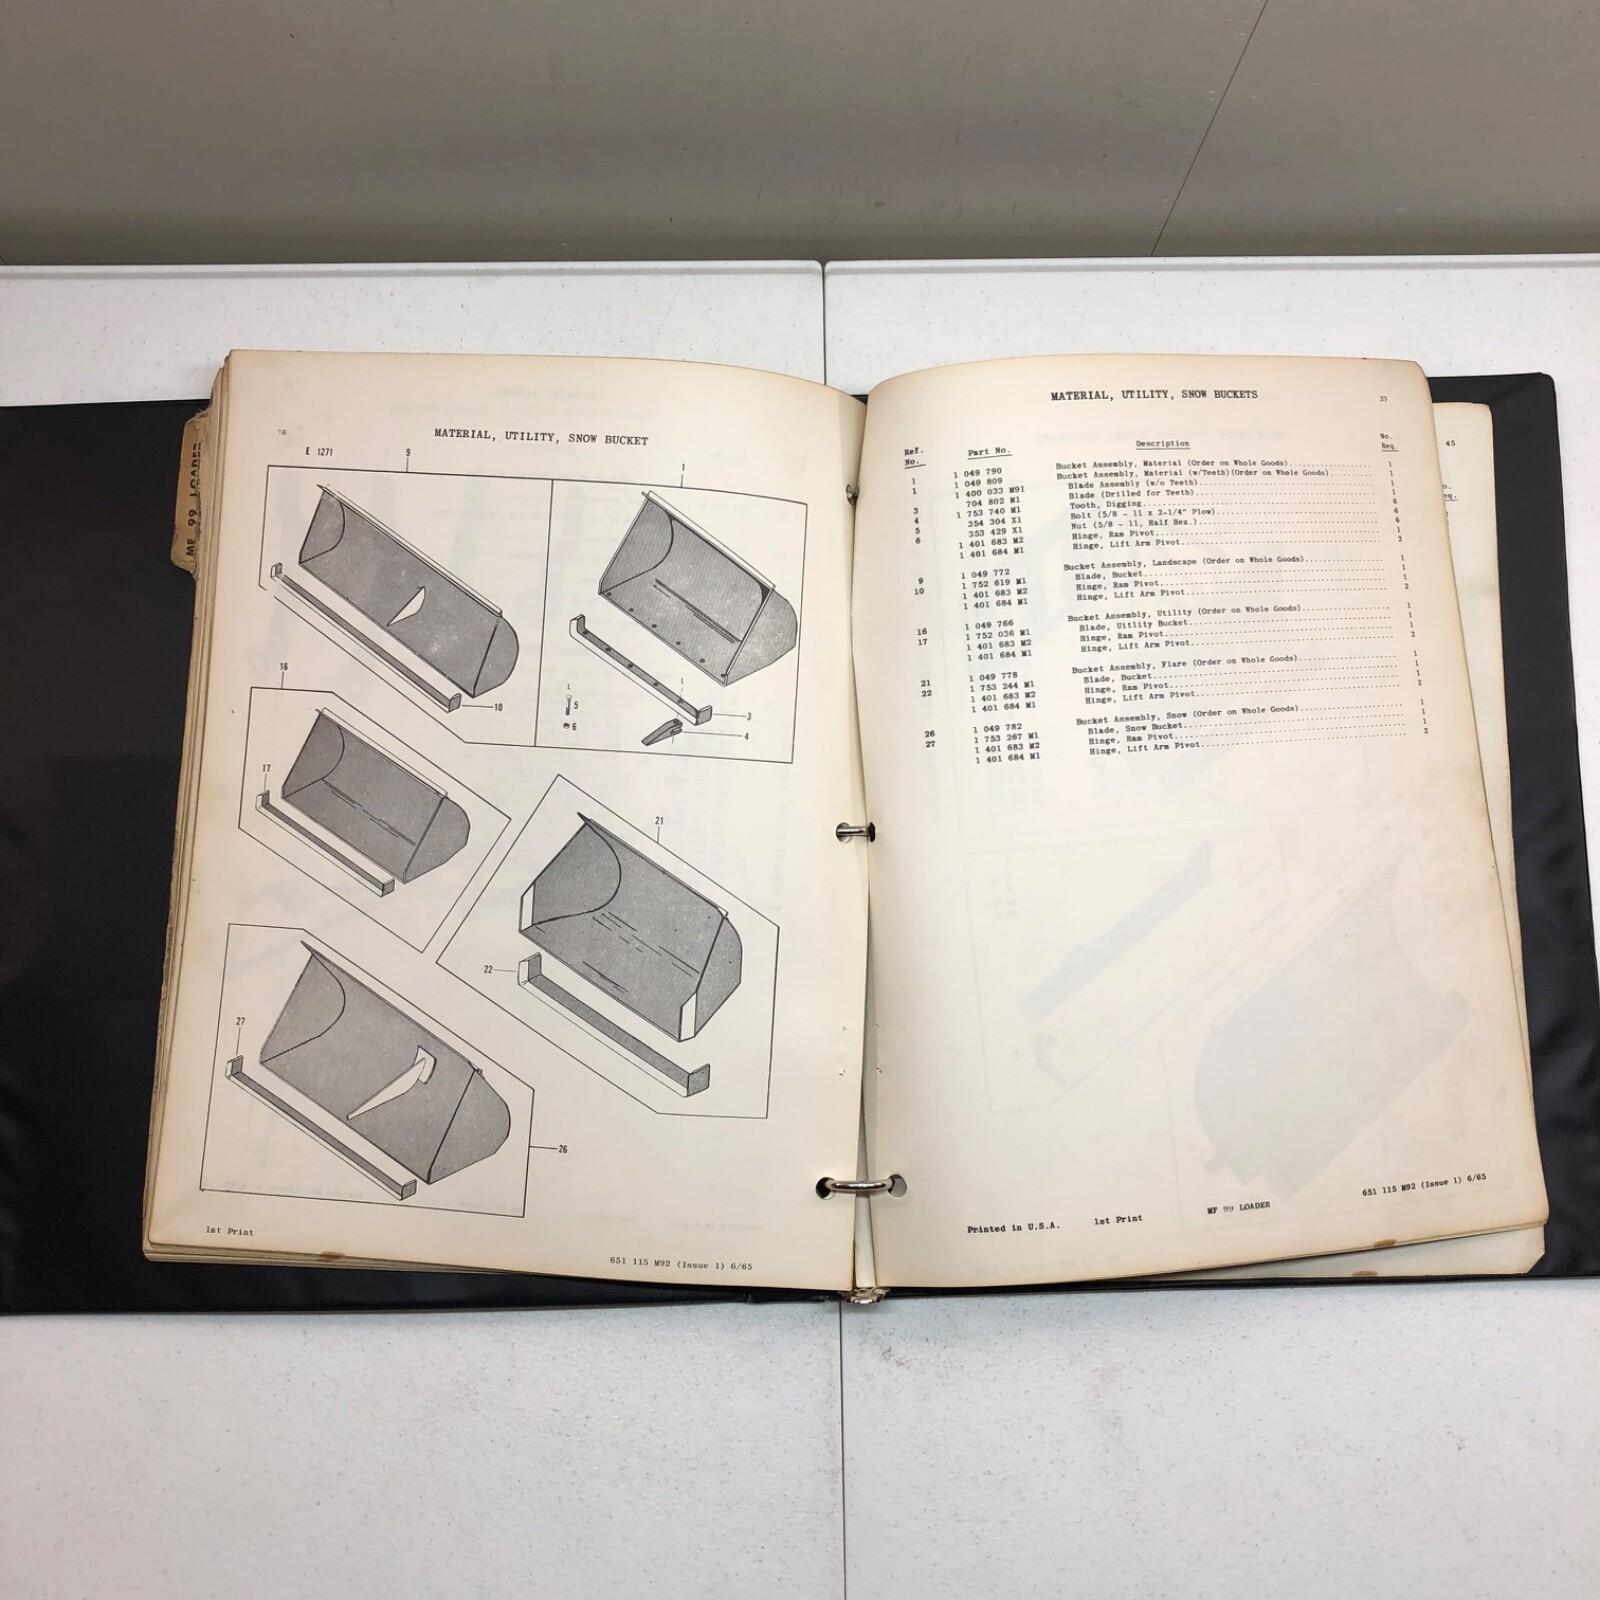 MF 99 LOADER
MATERIAL, UTILITY, SNOW BUCKET
E 1271
9
1
10
5
6
3
4
16
17
21
22
27
26
1st Print
651 115 M92 (Issue 1) 6/65
MATERIAL, UTILITY, SNOW BUCKETS
37
Ref. No. Part No. Description No. Req.
1 1 049 790 Bucket Assembly, Material (Order on Whole Goods) 1
1 1 049 809 Bucket Assembly, Material (w/Teeth)(Order on Whole Goods) 1
1 400 033 M91 Blade Assembly (w/o Teeth) 1
3 704 802 M1 Blade (Drilled for Teeth) 1
4 1 753 740 M1 Tooth, Digging 6
5 354 304 X1 Bolt (5/8 - 11 x 2-1/4" Plow) 6
6 353 429 X1 Nut (5/8 - 11, Half Hex.) 6
1 401 683 M2 Hinge, Ram Pivot 1
1 401 684 M1 Hinge, Lift Arm Pivot 2
9 1 049 772 Bucket Assembly, Landscape (Order on Whole Goods) 1
10 1 752 619 M1 Blade, Bucket 1
1 401 683 M2 Hinge, Ram Pivot 1
1 401 684 M1 Hinge, Lift Arm Pivot 2
16 1 049 766 Bucket Assembly, Utility (Order on Whole Goods) 1
17 1 752 036 M1 Blade, Uitlity Bucket 1
1 401 683 M2 Hinge, Ram Pivot 1
1 401 684 M1 Hinge, Lift Arm Pivot 2
21 1 049 778 Bucket Assembly, Flare (Order on Whole Goods) 1
22 1 753 244 M1 Blade, Bucket 1
1 401 683 M2 Hinge, Ram Pivot 1
1 401 684 M1 Hinge, Lift Arm Pivot 2
26 1 049 782 Bucket Assembly, Snow (Order on Whole Goods) 1
27 1 753 267 M1 Blade, Snow Bucket 1
1 401 683 M2 Hinge, Ram Pivot 1
1 401 684 M1 Hinge, Lift Arm Pivot 2
Printed in U.S.A. 1st Print MF 99 LOADER 651 115 M92 (Issue 1) 6/65
45